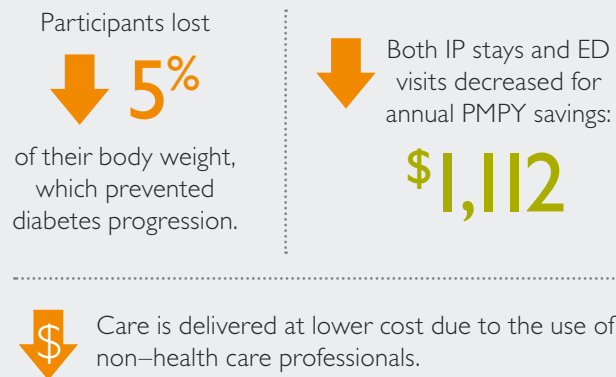 Participants lost
5%
of their body weight,
which prevented
diabetes progression.
Both IP stays and ED
visits decreased for
annual PMPY savings:
$1,112
$
Care is delivered at lower cost due to the use of
non–health care professionals.